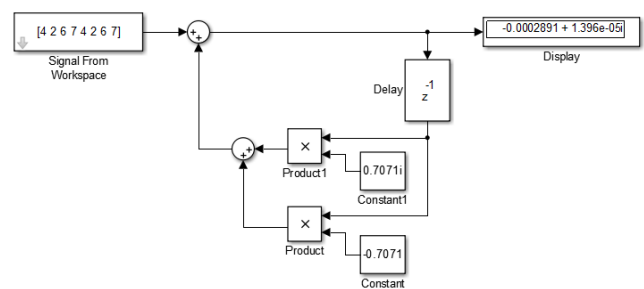 [4 2 6 7 4 2 6 7]
Signal From
Workspace
+
+
-0.0002891 + 1.396e-05i
Display
Delay
-1
z
+
+
×
Product1
0.7071i
Constant1
×
Product
-0.7071
Constant